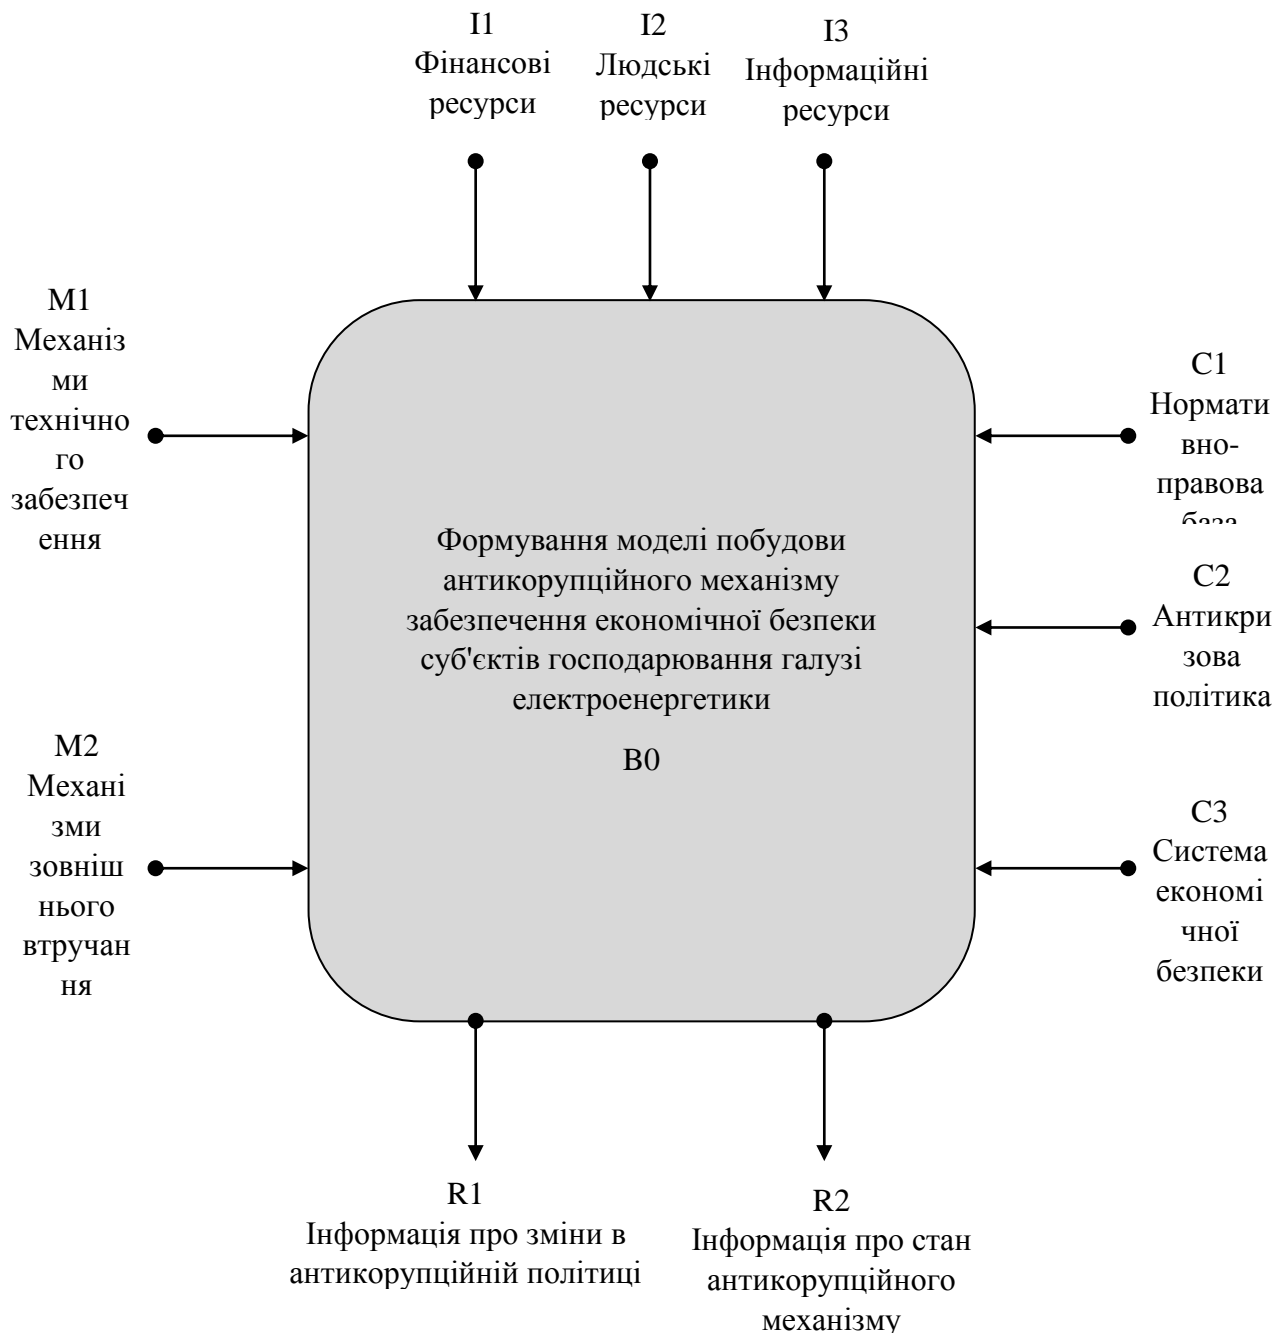 I1
Фінансові
ресурси
I2
Людські
ресурси
I3
Інформаційні
ресурси
M1
Механіз
ми
технічно
го
забезпеч
ення
C1
Нормати
вно-
правова
база
Формування моделі побудови
антикорупційного механізму
забезпечення економічної безпеки
суб'єктів господарювання галузі
електроенергетики
B0
C2
Антикри
зова
політика
M2
Механі
зми
зовніш
нього
втручан
ня
C3
Система
економі
чної
безпеки
R1
Інформація про зміни в
антикорупційній політиці
R2
Інформація про стан
антикорупційного
механізму